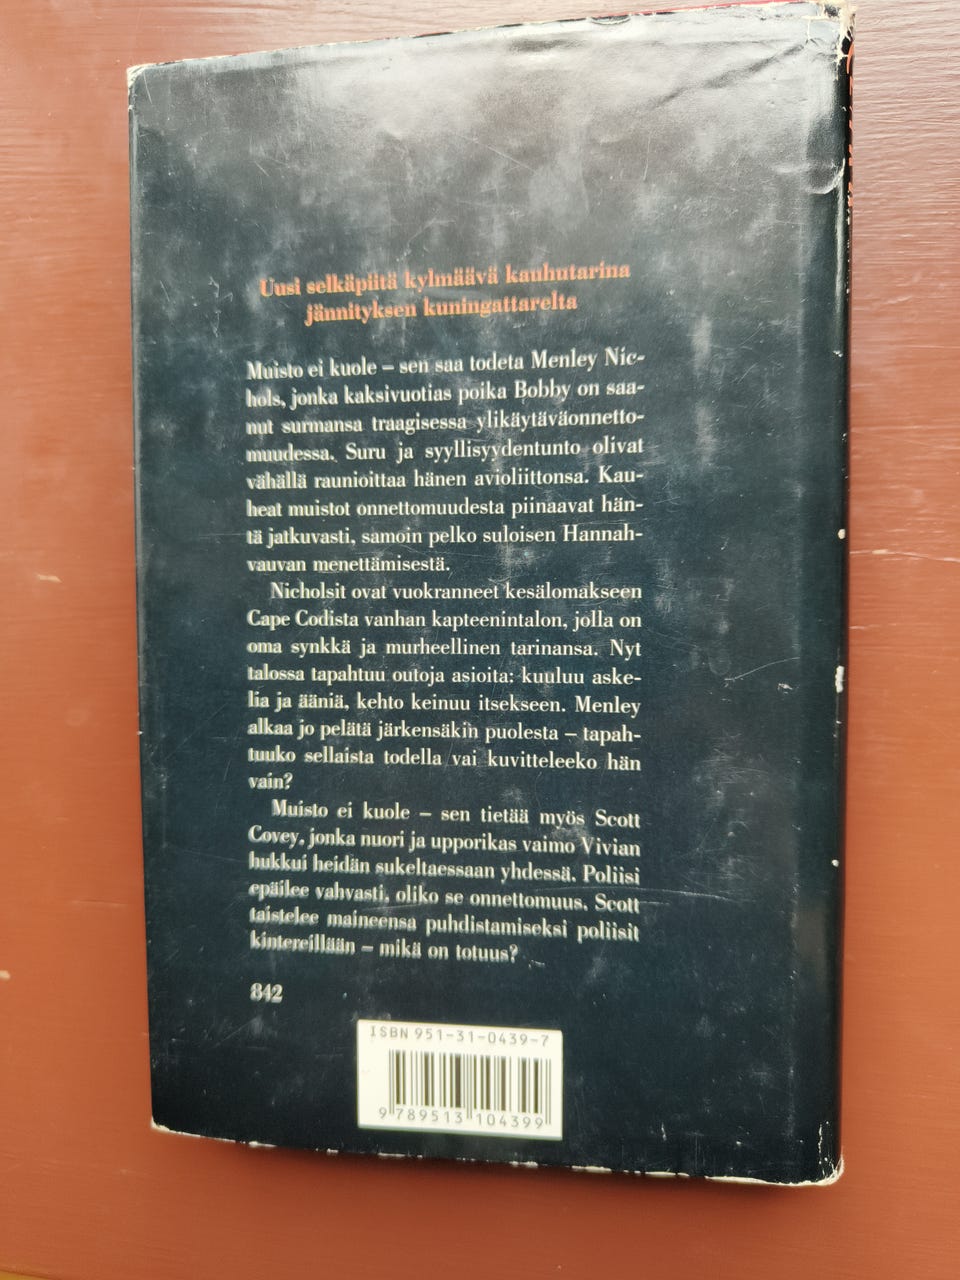 Uusi selkäpiitä kylmäävä kauhutarina
jännityksen kuningattarelta
Muisto ei kuole – sen saa todeta Menley Nic-
hols, jonka kaksivuotias poika Bobby on saa-
nut surmansa traagisessa ylikäytäväonnetto-
muudessa. Suru ja syyllisyydentunto olivat
vähällä raunioittaa hänen avioliittonsa. Kau-
heat muistot onnettomuudesta piinaavat hän-
tä jatkuvasti, samoin pelko suloisen Hannah-
vauvan menettämisestä.
Nicholsit ovat vuokranneet kesälomakseen
Cape Codista vanhan kapteenintalon, jolla on
oma synkkä ja murheellinen tarinansa. Nyt
talossa tapahtuu outoja asioita: kuuluu aske-
lia ja ääniä, kehto keinuu itsekseen. Menley
alkaa jo pelätä järkensäkin puolesta – tapah-
tuuko sellaista todella vai kuvitteleeko hän
vain?
Muisto ei kuole – sen tietää myös Scott
Covey, jonka nuori ja upporikas vaimo Vivian
hukkui heidän sukeltaessaan yhdessä. Poliisi
epäilee vahvasti, oliko se onnettomuus. Scott
taistelee maineensa puhdistamiseksi poliisit
kintereillään – mikä on totuus?
842
ISBN 951-31-0439-7
9 789513 104399